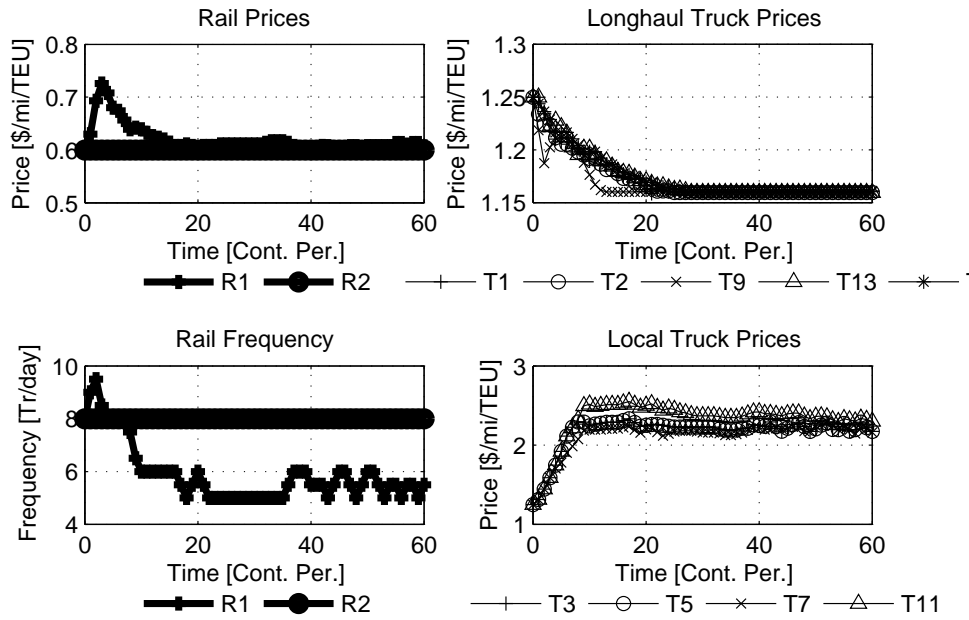 Rail Prices
Price [$/mi/TEU]
0.8
0.7
0.6
0.5
0 20 40 60
Time [Cont. Per.]
R1 R2
Longhaul Truck Prices
Price [$/mi/TEU]
1.3
1.25
1.2
1.15
0 20 40 60
Time [Cont. Per.]
T1 T2 T9 T13
Rail Frequency
Frequency [Tr/day]
10
8
6
4
0 20 40 60
Time [Cont. Per.]
R1 R2
Local Truck Prices
Price [$/mi/TEU]
3
2
1
0 20 40 60
Time [Cont. Per.]
T3 T5 T7 T11